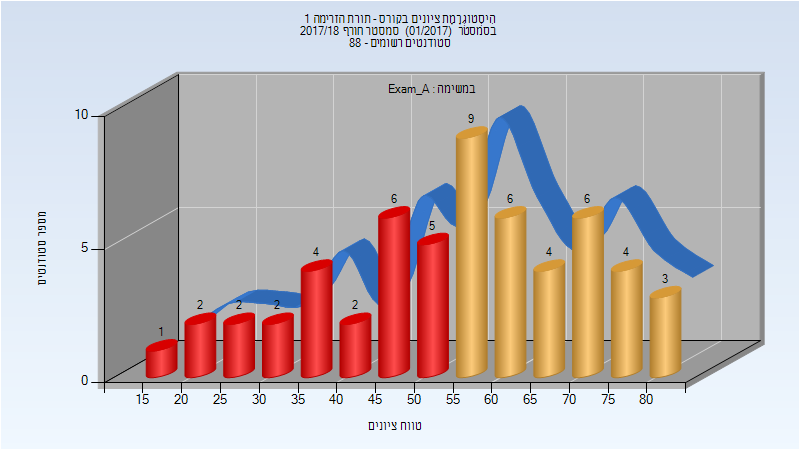 היסטוגרמת ציונים בקורס - תורת הזרימה 1
בסמסטר (01/2017) סמסטר חורף 2017/18
סטודנטים רשומים - 88
במשימה : Exam_A
מספר סטודנטים
10
5
0
1
2
2
2
4
2
6
5
9
6
4
6
4
3
15 20 25 30 35 40 45 50 55 60 65 70 75 80
טווח ציונים